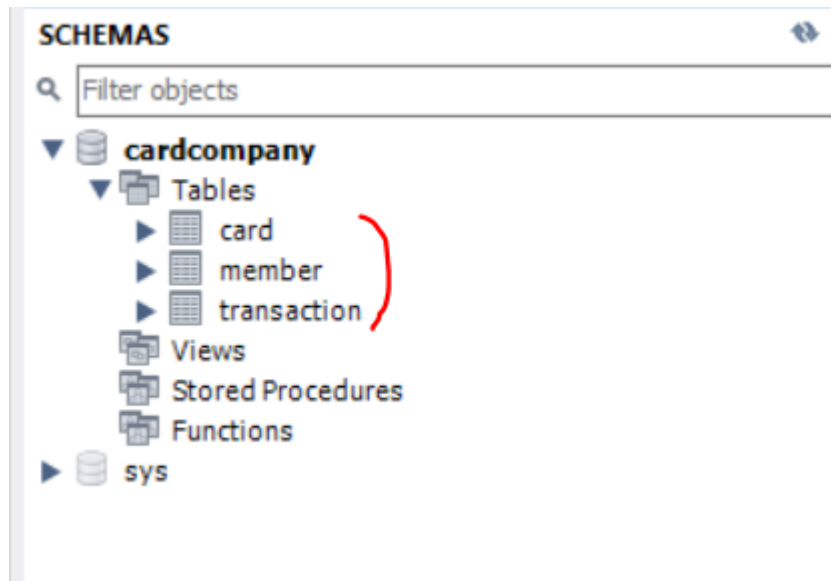 SCHEMAS
Filter objects
cardcompany
Tables
card
member
transaction
Views
Stored Procedures
Functions
sys